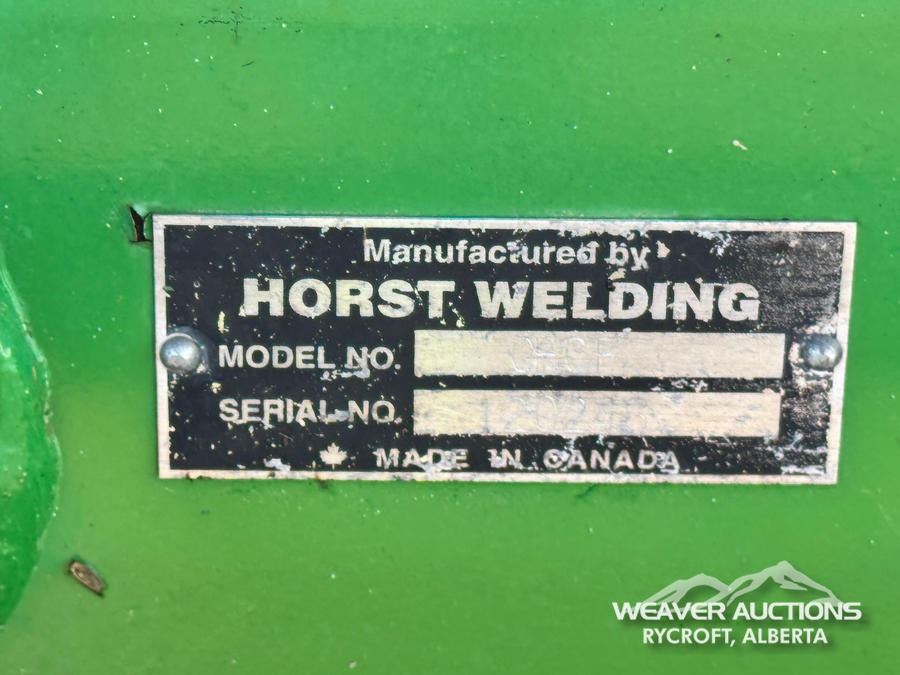 Manufactured by
HORST WELDING
MODEL NO.
SERIAL NO.
MADE IN CANADA
WEAVER AUCTIONS
RYCROFT, ALBERTA